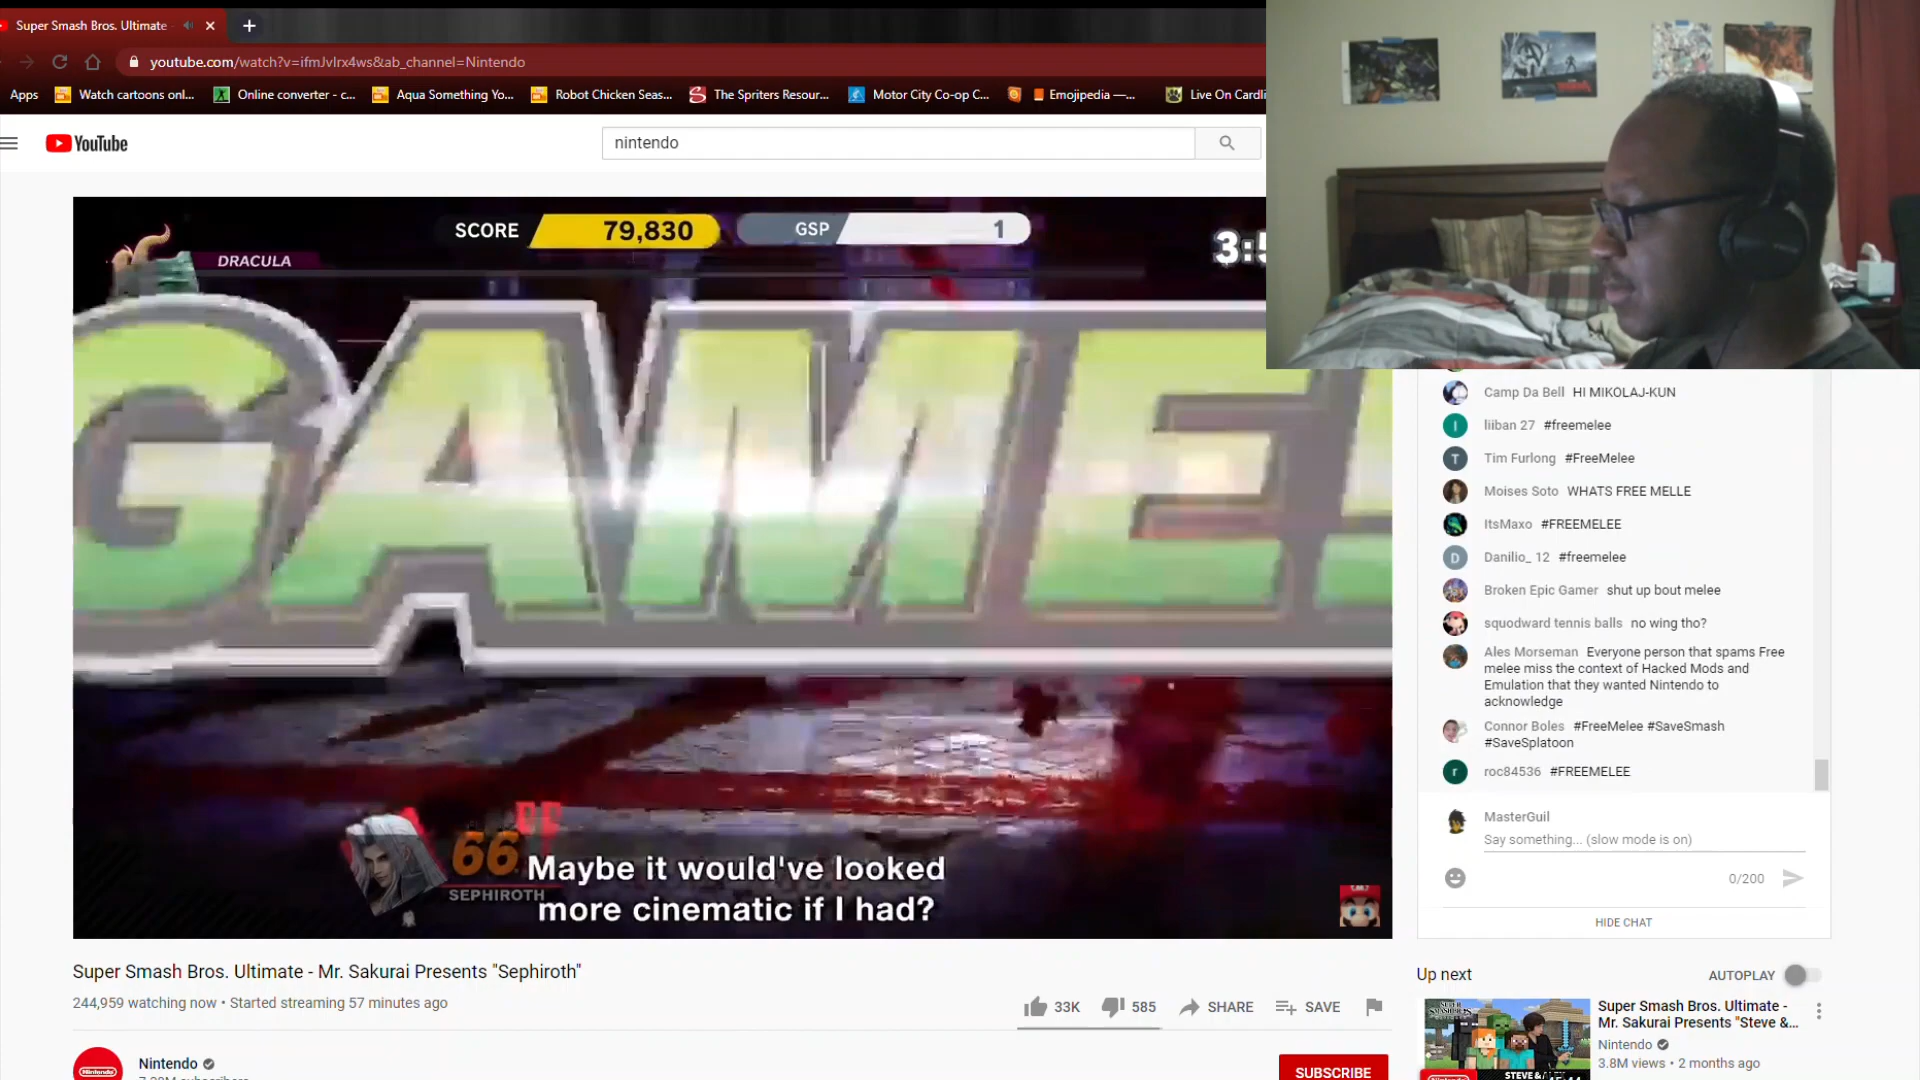 Super Smash Bros. Ultimate
youtube.com/watch?v=ifmJvlrx4ws&ab_channel=Nintendo
Apps
Watch cartoons onl...
Online converter - c...
Aqua Something Yo...
Robot Chicken Seas...
The Spriters Resour...
Motor City Co-op C...
Emojipedia —...
Live On Cardli
YouTube
nintendo
SCORE 79,830
GSP 1
3:5
DRACULA
GAME
66
SEPHIROTH
Maybe it would've looked
more cinematic if I had?
Camp Da Bell HI MIKOLAJ-KUN
liiban 27 #freemelee
Tim Furlong #FreeMelee
Moises Soto WHATS FREE MELLE
ItsMaxo #FREEMELEE
Danilio_ 12 #freemelee
Broken Epic Gamer shut up bout melee
squodward tennis balls no wing tho?
Ales Morseman Everyone person that spams Free
melee miss the context of Hacked Mods and
Emulation that they wanted Nintendo to
acknowledge
Connor Boles #FreeMelee #SaveSmash
#SaveSplatoon
roc84536 #FREEMELEE
MasterGuil
Say something... (slow mode is on)
0/200
HIDE CHAT
Super Smash Bros. Ultimate - Mr. Sakurai Presents "Sephiroth"
244,959 watching now • Started streaming 57 minutes ago
33K
585
SHARE
SAVE
Nintendo
SUBSCRIBE
Up next
AUTOPLAY
Super Smash Bros. Ultimate -
Mr. Sakurai Presents "Steve &...
Nintendo
3.8M views • 2 months ago